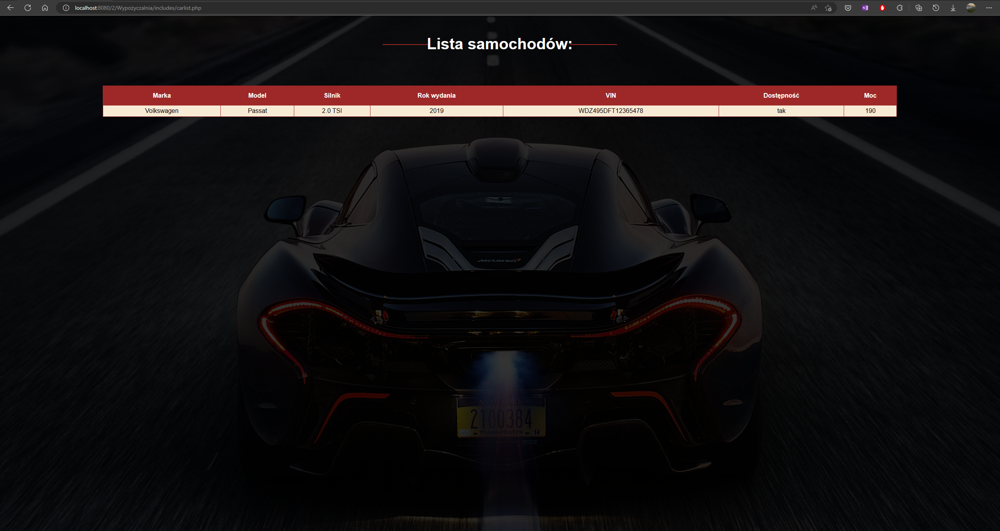 localhost:8080/2/Wypożyczalnia/includes/carlist.php
Lista samochodów:
Marka Model Silnik Rok wydania VIN Dostępność Moc
Volkswagen Passat 2.0 TSI 2019 WDZ495DFT12365478 tak 190
McLaren
NEW YORK
2100384
TRANSPORTER 14